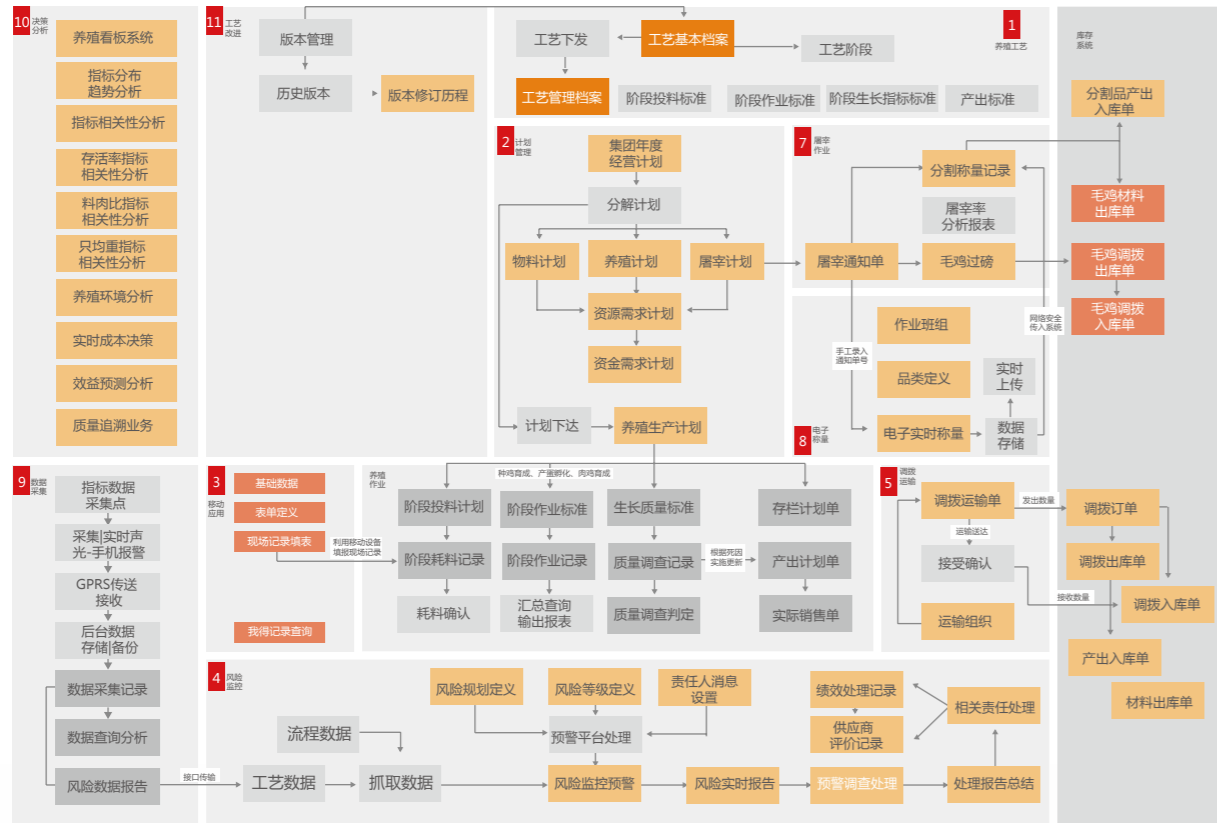 10
决策
分析
养殖看板系统
指标分布
趋势分析
指标相关性分析
存活率指标
相关性分析
料肉比指标
相关性分析
只均重指标
相关性分析
养殖环境分析
实时成本决策
效益预测分析
质量追溯业务
11
工艺
改进
版本管理
历史版本
版本修订历程
1
养殖工艺
工艺下发
工艺基本档案
工艺阶段
工艺管理档案
阶段投料标准
阶段作业标准
阶段生长指标标准
产出标准
库存
系统
分割品产出
入库单
毛鸡材料
出库单
毛鸡调拨
出库单
毛鸡调拨
入库单
2
计划
管理
集团年度
经营计划
分解计划
物料计划
养殖计划
屠宰计划
资源需求计划
资金需求计划
计划下达
养殖生产计划
7
屠宰
作业
分割称量记录
屠宰率
分析报表
屠宰通知单
毛鸡过磅
网络安全
传入系统
手工录入
通知单号
作业班组
品类定义
实时
上传
8
电子
称量
电子实时称量
数据
存储
9
数据
采集
指标数据
采集点
采集|实时声
光-手机报警
GPRS传送
接收
后台数据
存储|备份
数据采集记录
数据查询分析
风险数据报告
接口传输
3
移动
应用
基础数据
表单定义
现场记录填表
我得记录查询
利用移动设备
填报现场记录
养殖
作业
种鸡育成、产蛋孵化、肉鸡育成
阶段投料计划
阶段作业标准
生长质量标准
存栏计划单
阶段耗料记录
阶段作业记录
质量调查记录
根据死因
实施更新
产出计划单
耗料确认
汇总查询
输出报表
质量调查判定
实际销售单
5
调拨
运输
调拨运输单
发出数量
运输送达
接受确认
接收数量
运输组织
调拨订单
调拨出库单
调拨入库单
产出入库单
材料出库单
4
风险
监控
风险规划定义
风险等级定义
责任人消息
设置
绩效处理记录
相关责任处理
供应商
评价记录
流程数据
预警平台处理
工艺数据
抓取数据
风险监控预警
风险实时报告
预警调查处理
处理报告总结